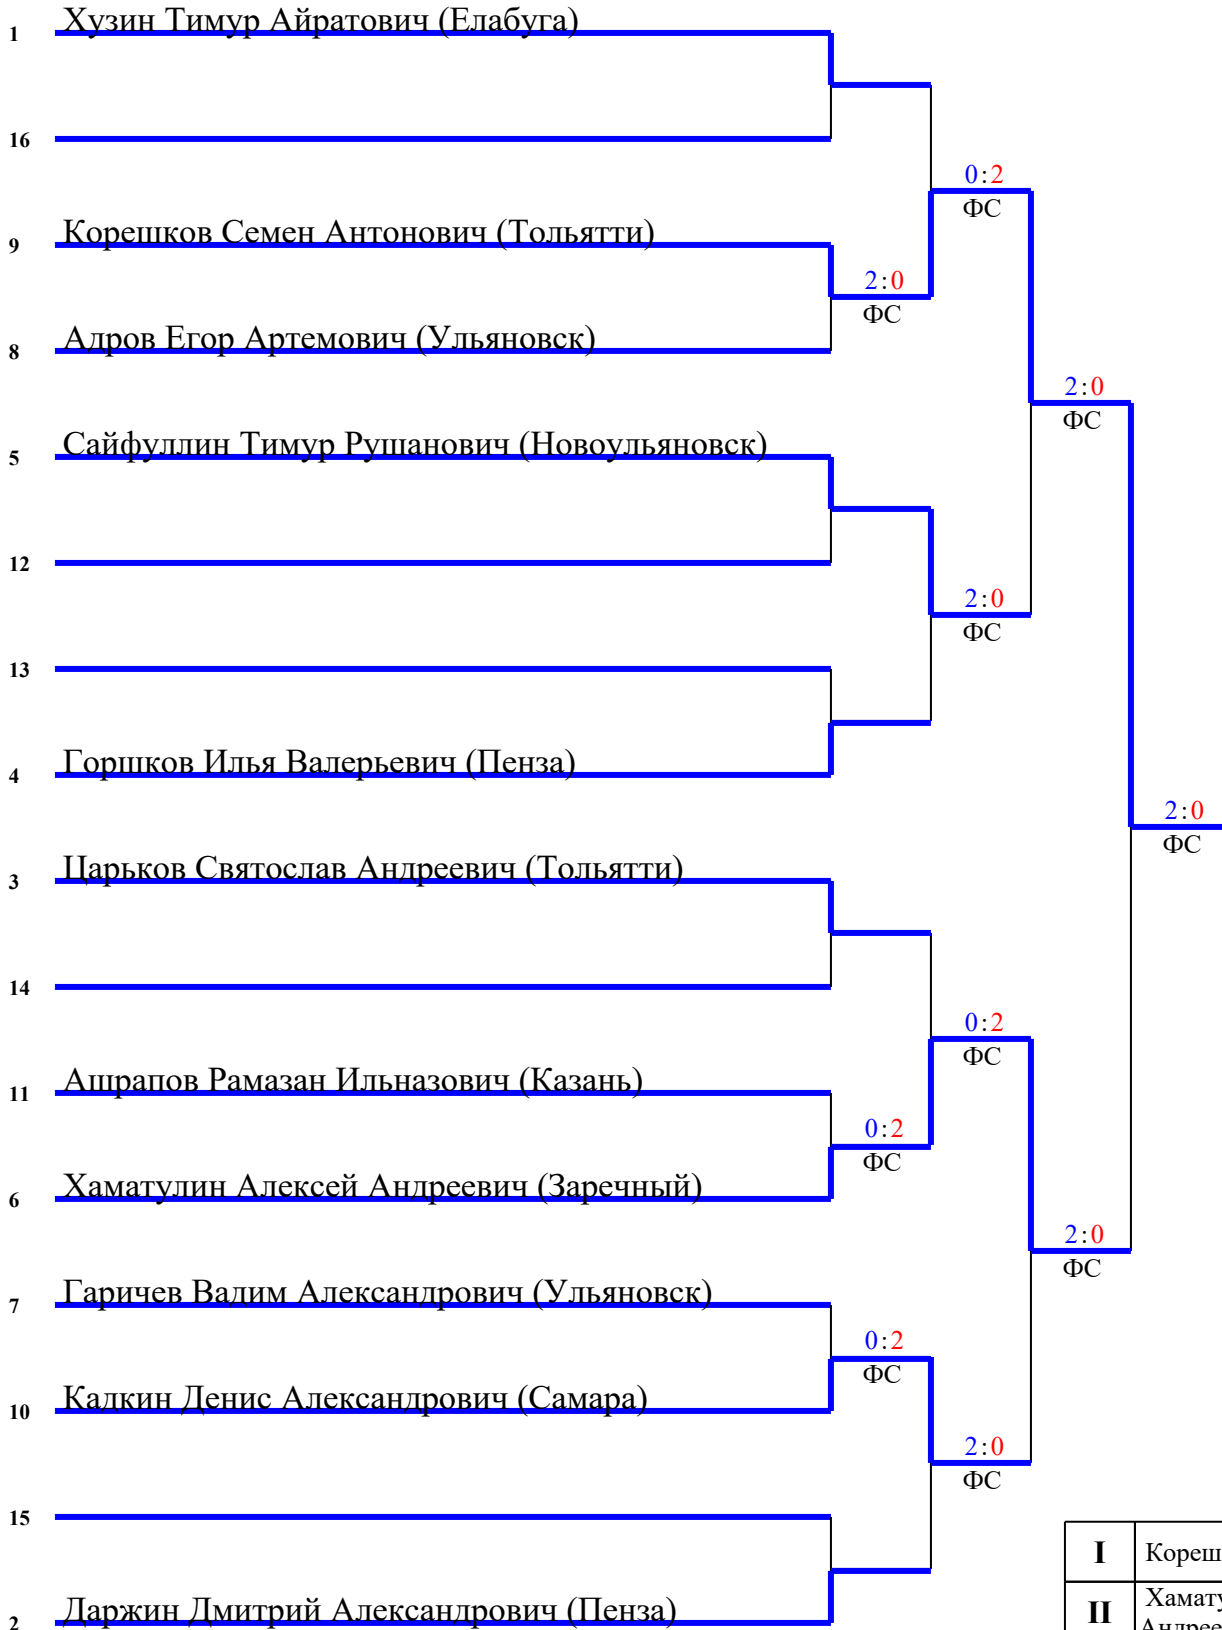 1 Хузин Тимур Айратович (Елабуга)
16
0:2
ФС
9 Корешков Семен Антонович (Тольятти)
2:0
ФС
8 Адров Егор Артемович (Ульяновск)
2:0
ФС
5 Сайфуллин Тимур Рушанович (Новоульяновск)
12
2:0
ФС
13
4 Горшков Илья Валерьевич (Пенза)
2:0
ФС
3 Царьков Святослав Андреевич (Тольятти)
14
0:2
ФС
11 Ашрапов Рамазан Ильназович (Казань)
0:2
ФС
6 Хаматулин Алексей Андреевич (Заречный)
2:0
ФС
7 Гаричев Вадим Александрович (Ульяновск)
0:2
ФС
10 Кадкин Денис Александрович (Самара)
2:0
ФС
15
I Кореш
2 Даржин Дмитрий Александрович (Пенза)
II Хамату
Андрее